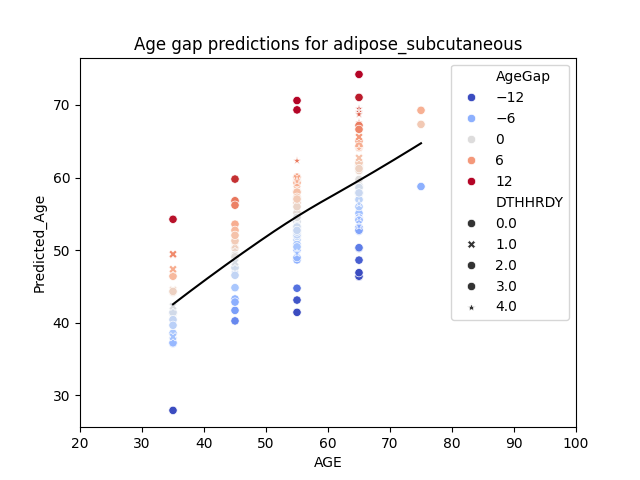 Age gap predictions for adipose_subcutaneous
Predicted_Age
70
60
50
40
30
20 30 40 50 60 70 80 90 100
AGE
AgeGap
−12
−6
0
6
12
DTHHRDY
0.0
1.0
2.0
3.0
4.0